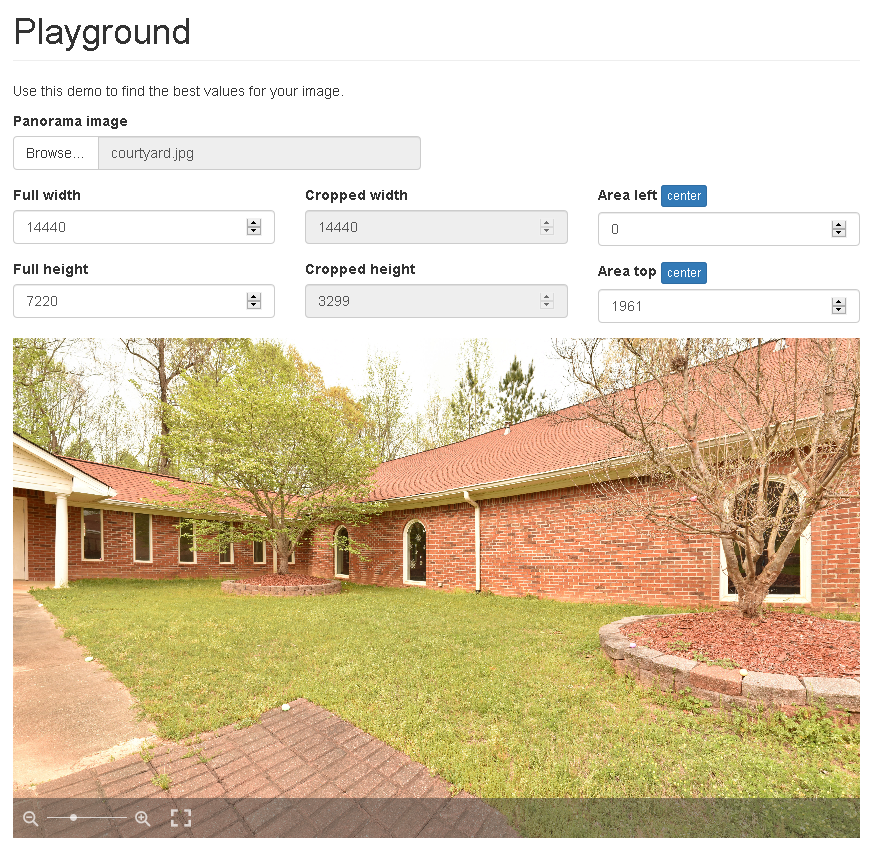 Playground
Use this demo to find the best values for your image.
Panorama image
Browse... courtyard.jpg
Full width Cropped width Area left center
14440 14440 0
Full height Cropped height Area top center
7220 3299 1961